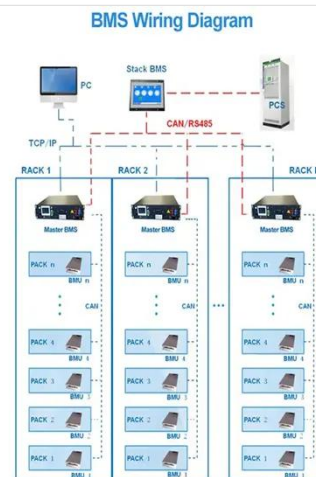 BMS Wiring Diagram
Stack BMS
PC
PCS
CAN/RS485
TCP/IP
RACK 1
RACK 2
RACK
Master BMS
Master BMS
Master BMS
PACK n
BMU n
PACK n
BMU n
PACK n
BMU n
CAN
CAN
CAN
PACK 4
BMU 4
PACK 4
BMU 4
PACK 4
BMU 4
PACK 3
BMU 3
PACK 3
BMU 3
PACK 3
BMU 3
PACK 2
BMU 2
PACK 2
BMU 2
PACK 2
BMU 2
PACK 1
BMU
PACK 1
BMU
PACK 1
BMU